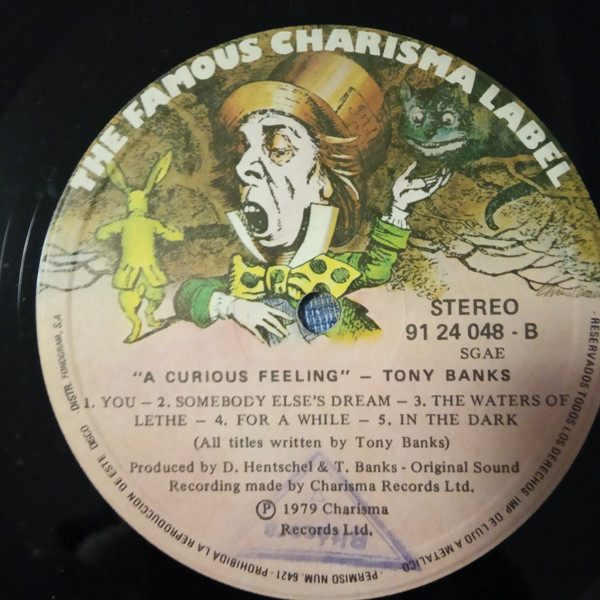 THE FAMOUS CHARISMA LABEL
STEREO
91 24 048 - B
SGAE
"A CURIOUS FEELING" — TONY BANKS
1. YOU — 2. SOMEBODY ELSE'S DREAM — 3. THE WATERS OF
LETHE — 4. FOR A WHILE — 5. IN THE DARK
(All titles written by Tony Banks)
Produced by D. Hentschel & T. Banks - Original Sound
Recording made by Charisma Records Ltd.
Ⓟ 1979 Charisma
Records Ltd.
· RESERVADOS TODOS LOS DERECHOS IMP. DE LUJO A METALICO · PERMISO NUM. 6421 · PROHIBIDA LA REPRODUCCION DE ESTE DISCO · DISTR. FONOGRAM, S.A